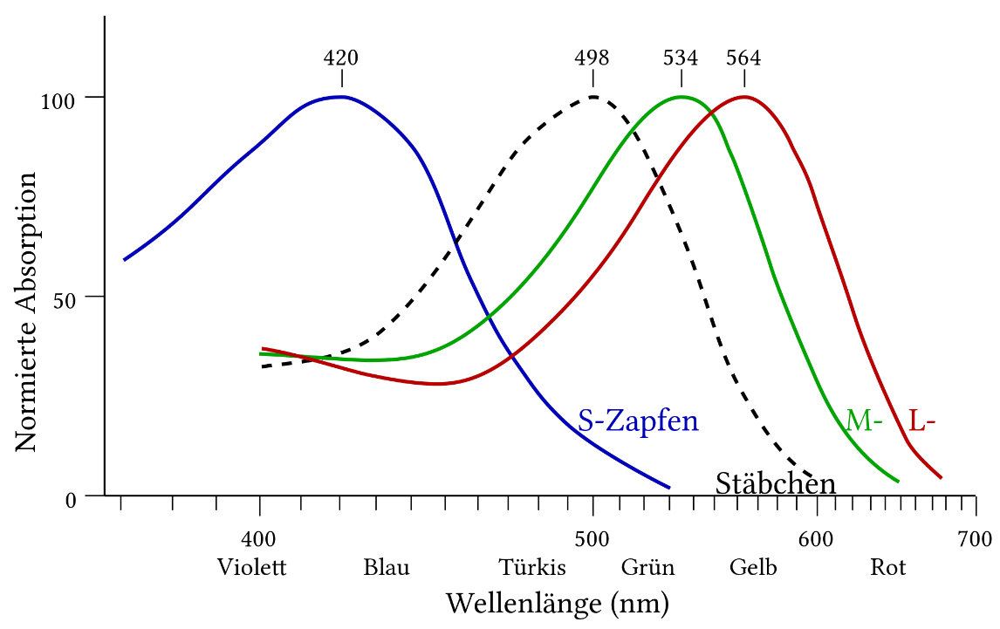 420 498 534 564
100
50
0
Normierte Absorption
S-Zapfen M- L-
Stäbchen
400 500 600 700
Violett Blau Türkis Grün Gelb Rot
Wellenlänge (nm)